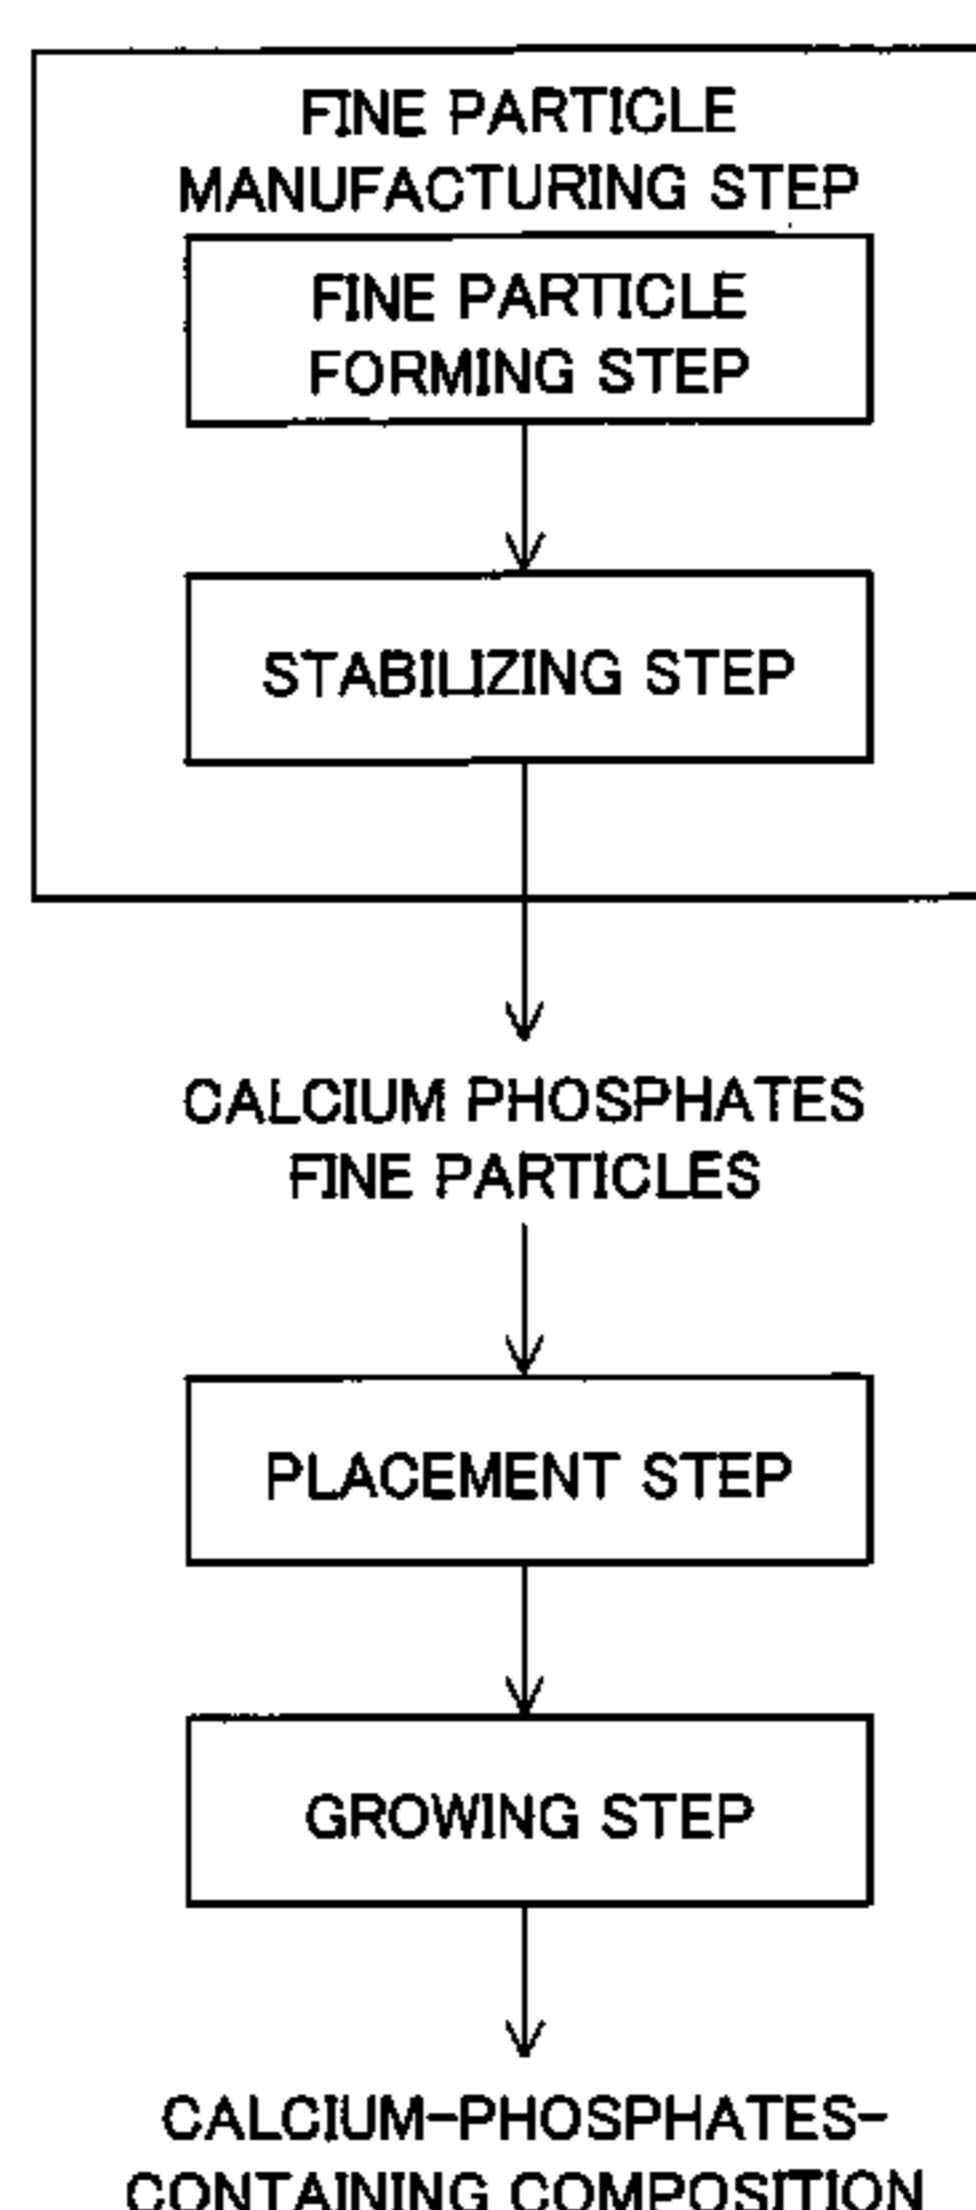 FINE PARTICLE
MANUFACTURING STEP
FINE PARTICLE
FORMING STEP
STABILIZING STEP
CALCIUM PHOSPHATES
FINE PARTICLES
PLACEMENT STEP
GROWING STEP
CALCIUM-PHOSPHATES-
CONTAINING COMPOSITION